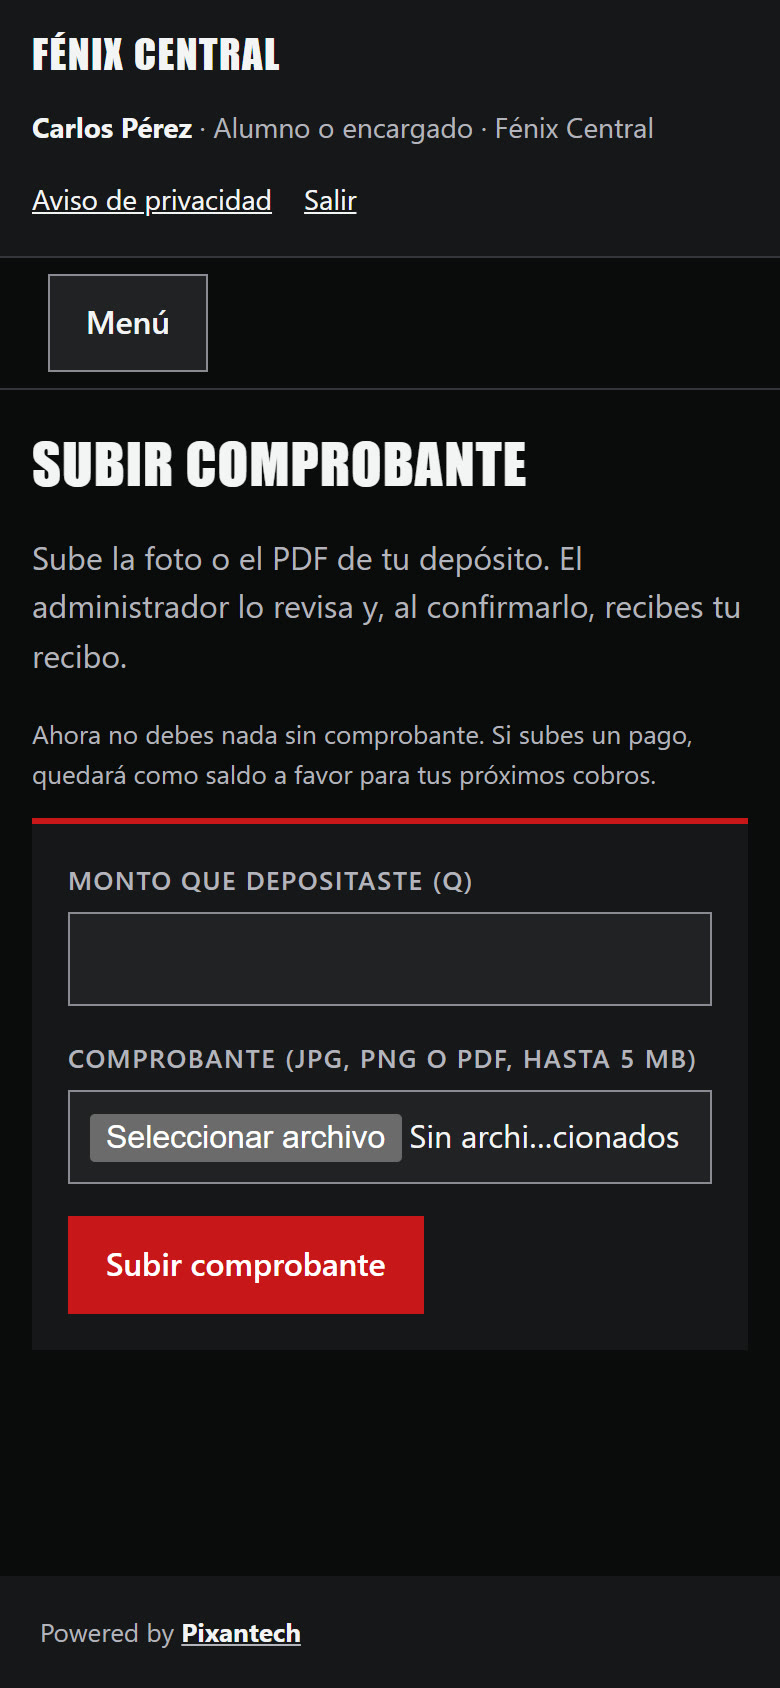 FÉNIX CENTRAL
Carlos Pérez · Alumno o encargado · Fénix Central
Aviso de privacidad Salir
Menú
SUBIR COMPROBANTE
Sube la foto o el PDF de tu depósito. El
administrador lo revisa y, al confirmarlo, recibes tu
recibo.
Ahora no debes nada sin comprobante. Si subes un pago,
quedará como saldo a favor para tus próximos cobros.
MONTO QUE DEPOSITASTE (Q)
COMPROBANTE (JPG, PNG O PDF, HASTA 5 MB)
Seleccionar archivo Sin archi...cionados
Subir comprobante
Powered by Pixantech